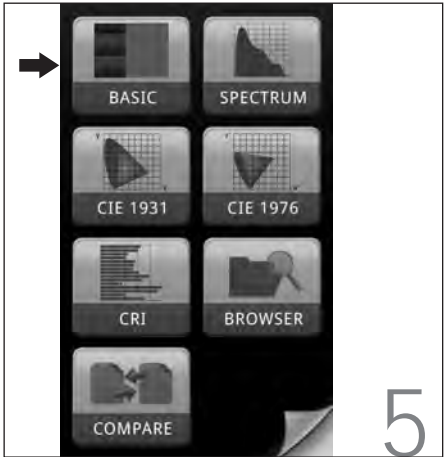 BASIC SPECTRUM
CIE 1931 CIE 1976
CRI BROWSER
COMPARE
5